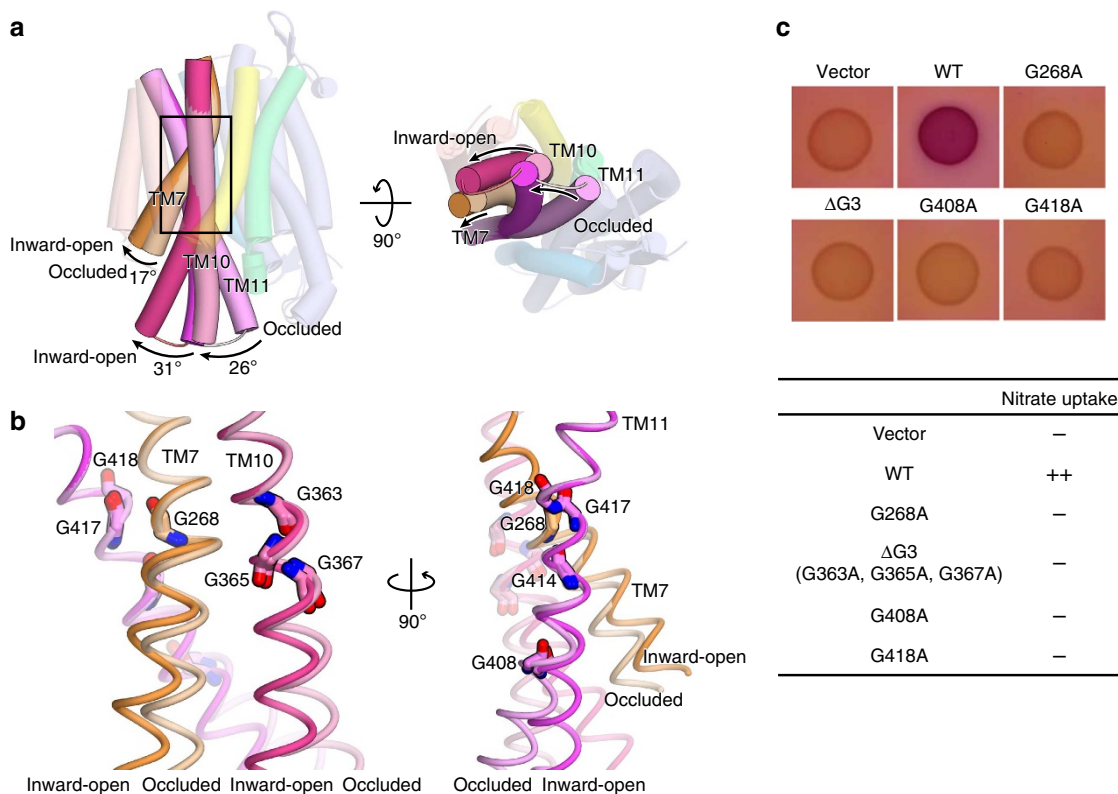 a
Inward-open
Occluded
17°
TM7
TM10
TM11
Occluded
Inward-open
31°
26°
90°
Inward-open
TM10
TM11
TM7
Occluded
b
G418
TM7
TM10
G417
G268
G363
G365
G367
90°
Inward-open Occluded Inward-open Occluded
TM11
G418
G417
G268
G414
TM7
G408
Inward-open
Occluded
Occluded Inward-open
c
Vector WT G268A
ΔG3 G408A G418A
Nitrate uptake
Vector –
WT ++
G268A –
ΔG3
(G363A, G365A, G367A) –
G408A –
G418A –